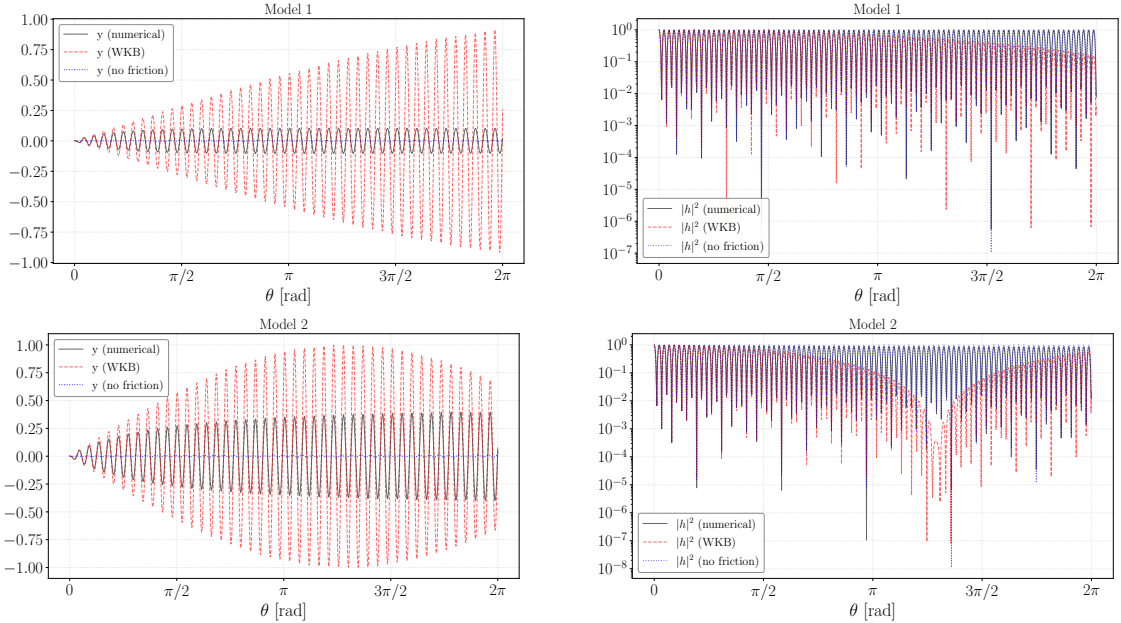 Model 1
1.00
0.75
0.50
0.25
0.00
−0.25
−0.50
−0.75
−1.00
y (numerical)
y (WKB)
y (no friction)
0 π/2 π 3π/2 2π
θ [rad]
Model 1
10⁰
10⁻¹
10⁻²
10⁻³
10⁻⁴
10⁻⁵
10⁻⁶
10⁻⁷
|h|² (numerical)
|h|² (WKB)
|h|² (no friction)
0 π/2 π 3π/2 2π
θ [rad]
Model 2
1.00
0.75
0.50
0.25
0.00
−0.25
−0.50
−0.75
−1.00
y (numerical)
y (WKB)
y (no friction)
0 π/2 π 3π/2 2π
θ [rad]
Model 2
10⁰
10⁻¹
10⁻²
10⁻³
10⁻⁴
10⁻⁵
10⁻⁶
10⁻⁷
10⁻⁸
|h|² (numerical)
|h|² (WKB)
|h|² (no friction)
0 π/2 π 3π/2 2π
θ [rad]